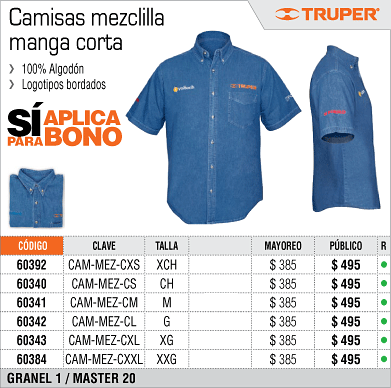 Camisas mezclilla
manga corta
TRUPER®
❯ 100% Algodón
❯ Logotipos bordados
SÍ APLICA
PARA BONO
TRUPER
CÓDIGO CLAVE TALLA MAYOREO PÚBLICO R
60392 CAM-MEZ-CXS XCH $ 385 $ 495 ●
60340 CAM-MEZ-CS CH $ 385 $ 495 ●
60341 CAM-MEZ-CM M $ 385 $ 495 ●
60342 CAM-MEZ-CL G $ 385 $ 495 ●
60343 CAM-MEZ-CXL XG $ 385 $ 495 ●
60384 CAM-MEZ-CXXL XXG $ 385 $ 495 ●
GRANEL 1 / MASTER 20